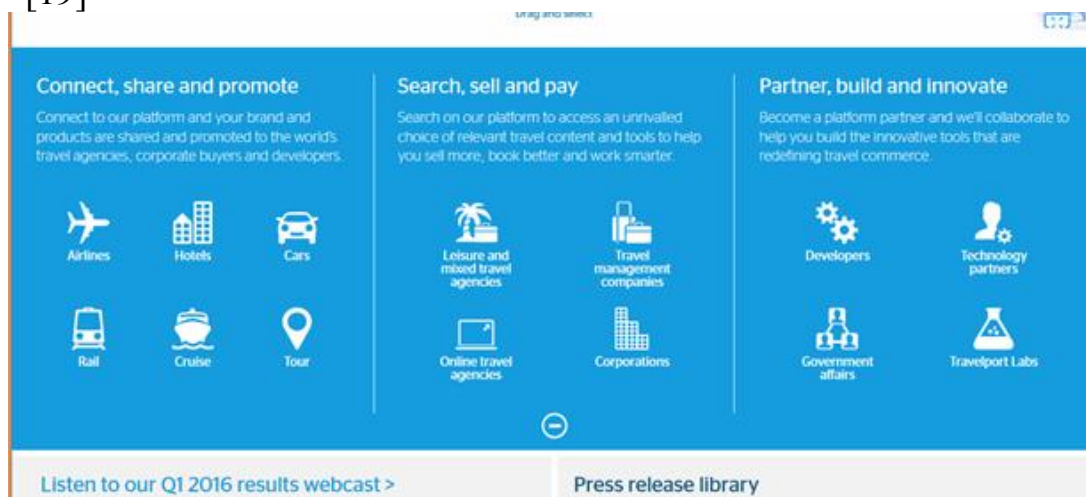 [19]
Drag and select
Connect, share and promote
Connect to our platform and your brand and
products are shared and promoted to the world's
travel agencies, corporate buyers and developers.
Airlines
Hotels
Cars
Rail
Cruise
Tour
Search, sell and pay
Search on our platform to access an unrivalled
choice of relevant travel content and tools to help
you sell more, book better and work smarter.
Leisure and
mixed travel
agencies
Travel
management
companies
Online travel
agencies
Corporations
Partner, build and innovate
Become a platform partner and we'll collaborate to
help you build the innovative tools that are
redefining travel commerce.
Developers
Technology
partners
Government
affairs
Travelport Labs
Listen to our Q1 2016 results webcast >
Press release library